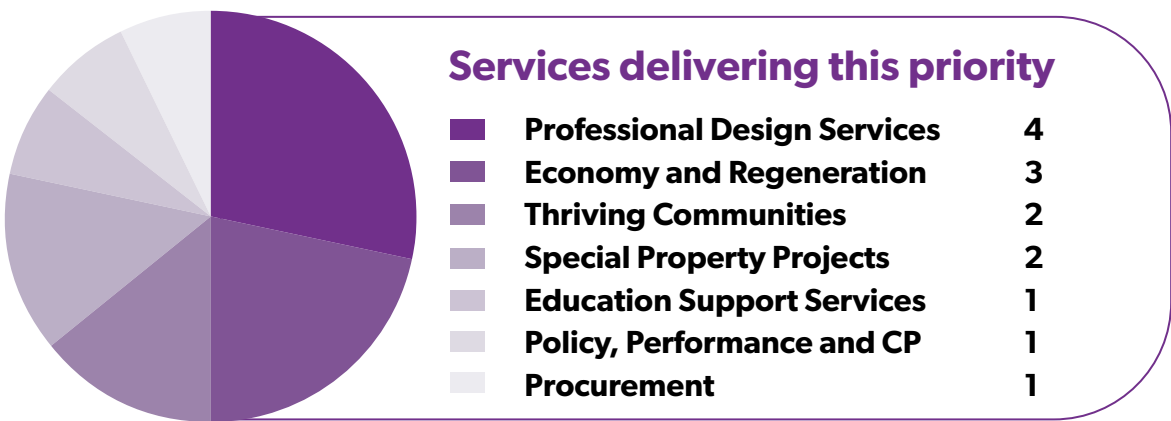 Services delivering this priority
Professional Design Services 4
Economy and Regeneration 3
Thriving Communities 2
Special Property Projects 2
Education Support Services 1
Policy, Performance and CP 1
Procurement 1